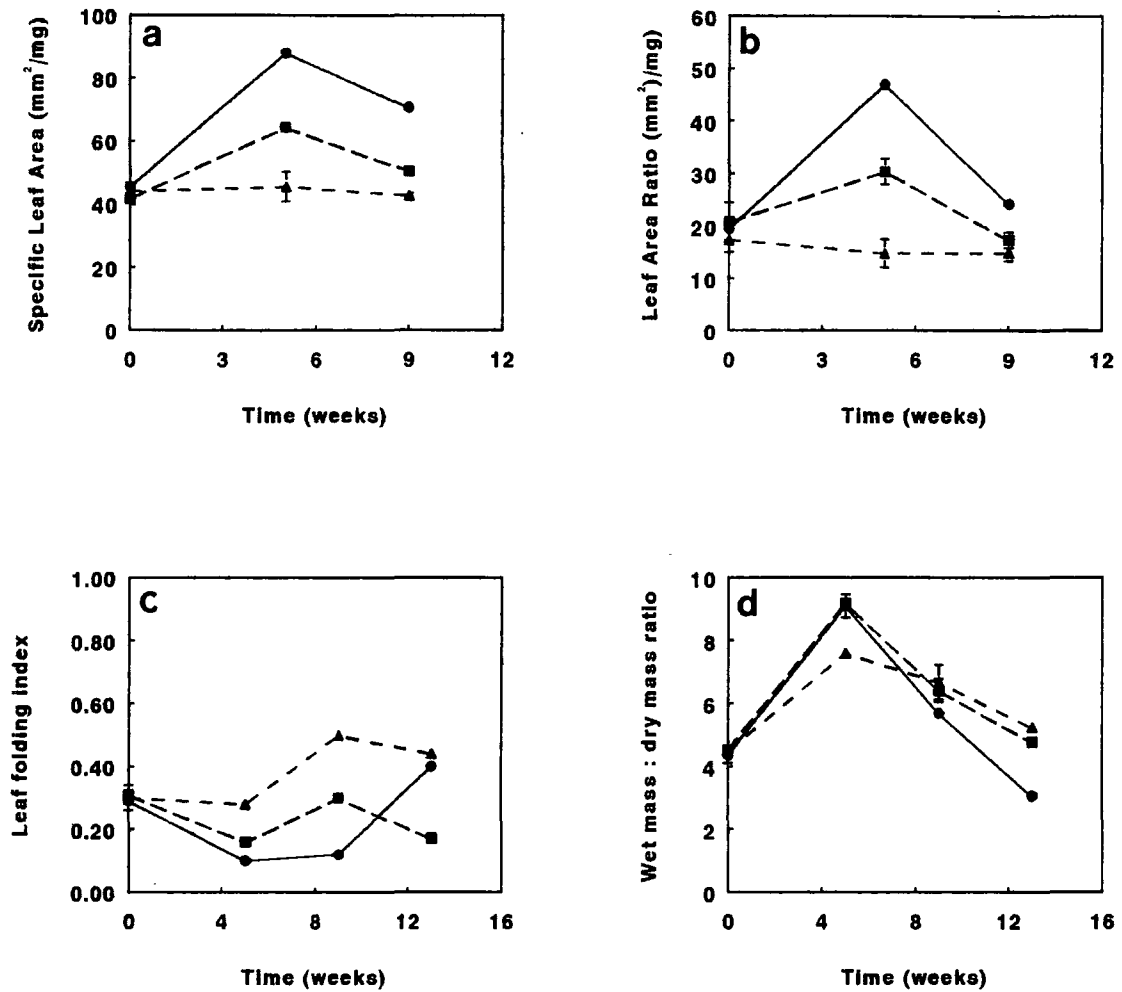 a
Specific Leaf Area (mm²/mg)
100
80
60
40
20
0
0 3 6 9 12
Time (weeks)
b
Leaf Area Ratio (mm²)/mg)
60
50
40
30
20
10
0
0 3 6 9 12
Time (weeks)
c
Leaf folding index
1.00
0.80
0.60
0.40
0.20
0.00
0 4 8 12 16
Time (weeks)
d
Wet mass : dry mass ratio
10
8
6
4
2
0
0 4 8 12 16
Time (weeks)